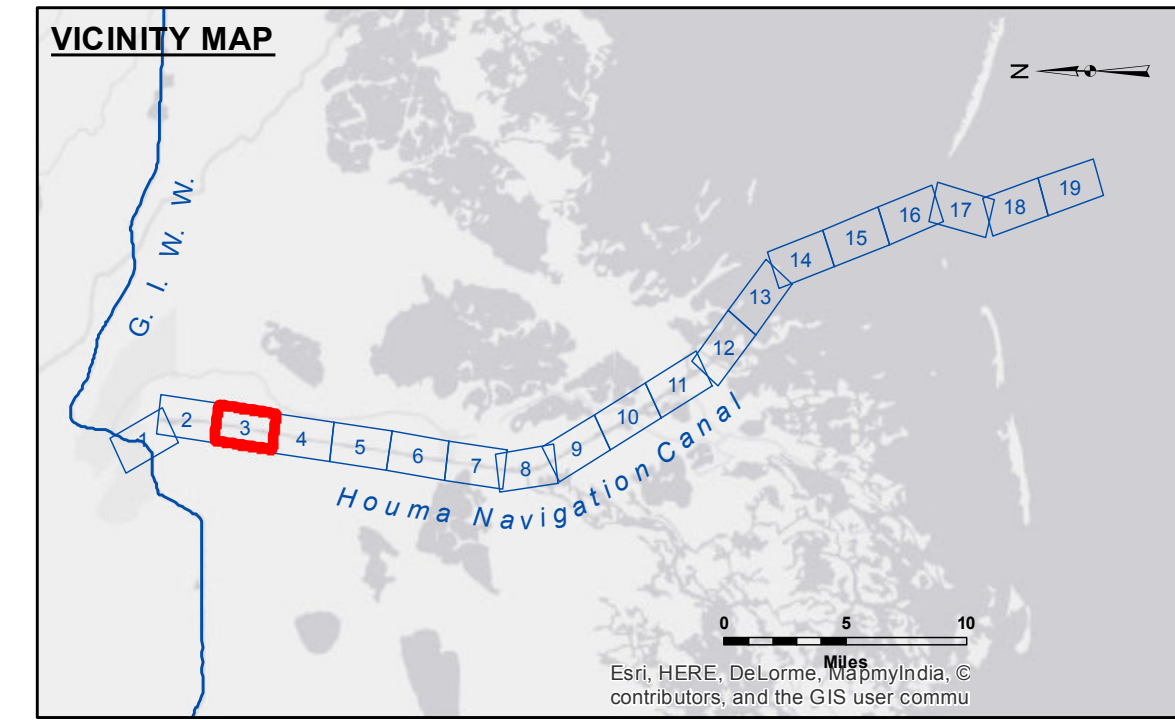 VICINITY MAP
N
G. I. W. W.
1
2
3
4
5
6
7
8
9
10
11
12
13
14
15
16
17
18
19
Houma Navigation Canal
0 5 10
Miles
Esri, HERE, DeLorme, MapmyIndia, ©
contributors, and the GIS user commu